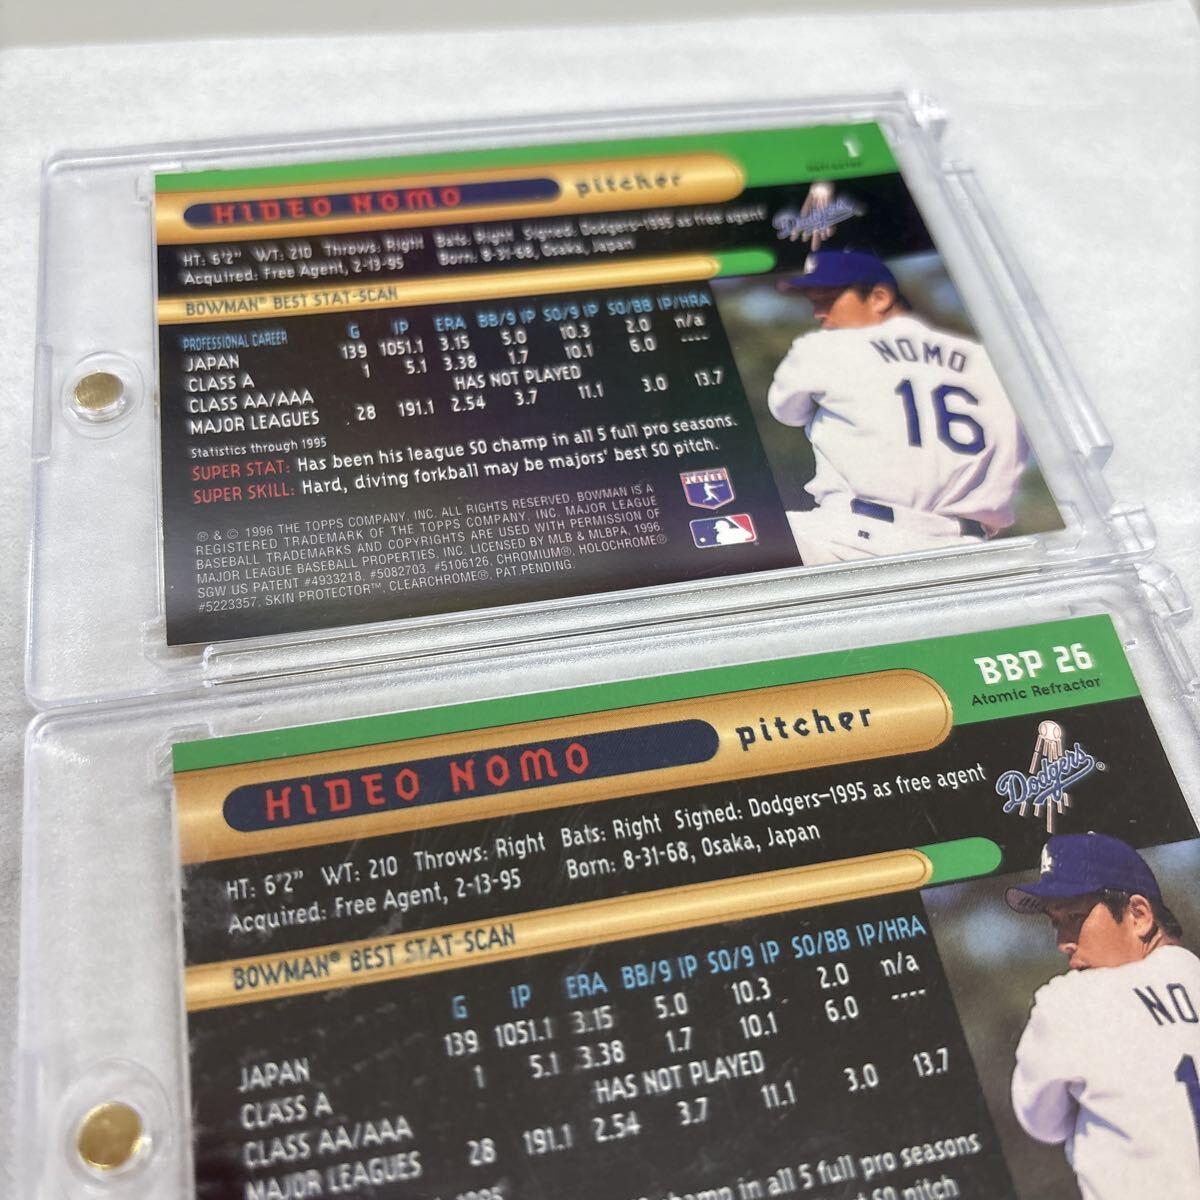 1
Refractor
HIDEO NOMO pitcher
Dodgers
HT: 6'2" WT: 210 Throws: Right Bats: Right Signed: Dodgers-1995 as free agent
Acquired: Free Agent, 2-13-95 Born: 8-31-68, Osaka, Japan
BOWMAN® BEST STAT-SCAN
PROFESSIONAL CAREER G IP ERA BB/9 IP SO/9 IP SO/BB IP/HRA
JAPAN 139 1051.1 3.15 5.0 10.3 2.0 n/a
CLASS A 1 5.1 3.38 1.7 10.1 6.0 ----
CLASS AA/AAA HAS NOT PLAYED
MAJOR LEAGUES 28 191.1 2.54 3.7 11.1 3.0 13.7
Statistics through 1995
SUPER STAT: Has been his league SO champ in all 5 full pro seasons.
SUPER SKILL: Hard, diving forkball may be majors' best SO pitch.
® & © 1996 THE TOPPS COMPANY, INC. ALL RIGHTS RESERVED. BOWMAN IS A
REGISTERED TRADEMARK OF THE TOPPS COMPANY, INC. MAJOR LEAGUE
BASEBALL TRADEMARKS AND COPYRIGHTS ARE USED WITH PERMISSION OF
MAJOR LEAGUE BASEBALL PROPERTIES, INC. LICENSED BY MLB & MLBPA, 1996.
SGW US PATENT #4933218, #5082703, #5106126, CHROMIUM®, HOLOCHROME®
#5223357, SKIN PROTECTOR™, CLEARCHROME®, PAT.PENDING.
NOMO
16
BBP 26
Atomic Refractor
HIDEO NOMO pitcher
Dodgers®
HT: 6'2" WT: 210 Throws: Right Bats: Right Signed: Dodgers-1995 as free agent
Acquired: Free Agent, 2-13-95 Born: 8-31-68, Osaka, Japan
BOWMAN® BEST STAT-SCAN
G IP ERA BB/9 IP SO/9 IP SO/BB IP/HRA
JAPAN 139 1051.1 3.15 5.0 10.3 2.0 n/a
CLASS A 1 5.1 3.38 1.7 10.1 6.0 ----
CLASS AA/AAA HAS NOT PLAYED
MAJOR LEAGUES 28 191.1 2.54 3.7 11.1 3.0 13.7
1995
champ in all 5 full pro seasons
SO pitch
LA
NO
1